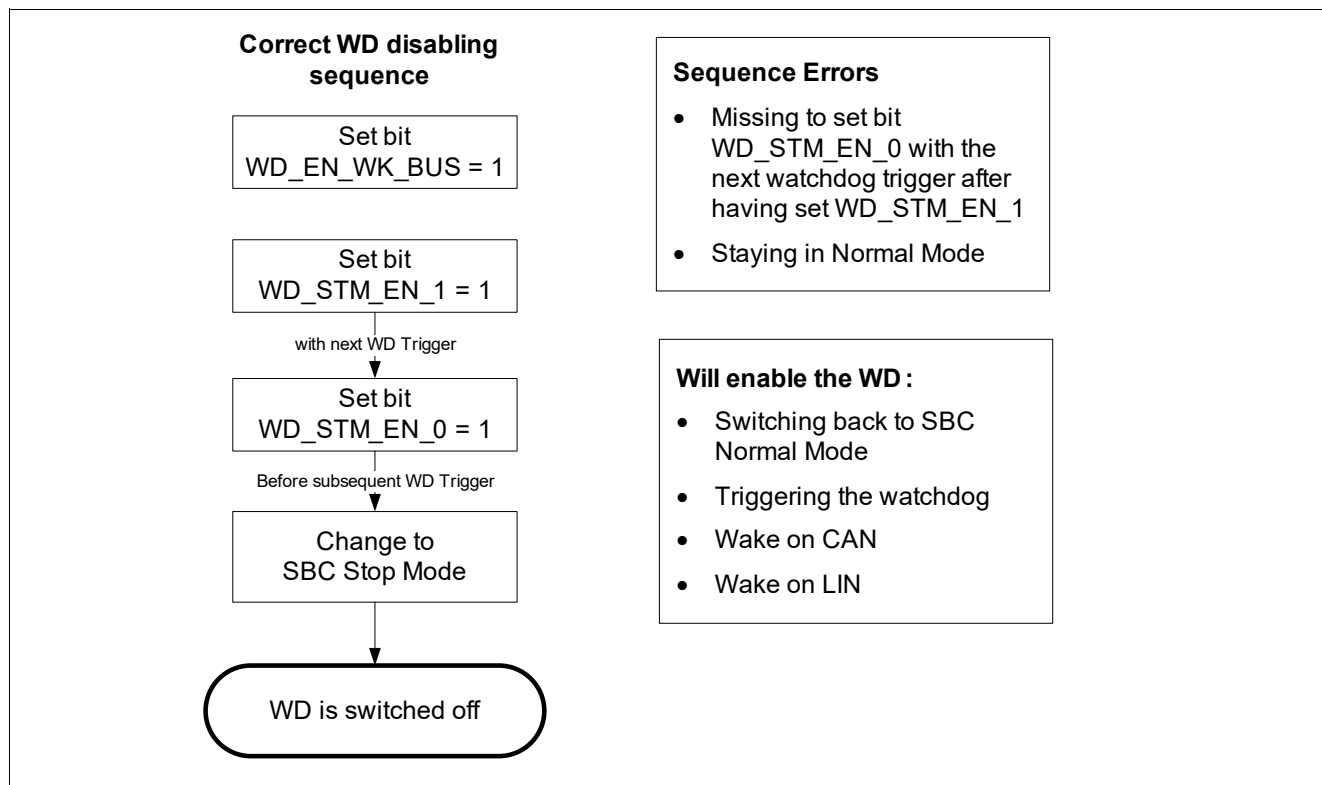 Correct WD disabling
sequence
Set bit
WD_EN_WK_BUS = 1
Set bit
WD_STM_EN_1 = 1
with next WD Trigger
Set bit
WD_STM_EN_0 = 1
Before subsequent WD Trigger
Change to
SBC Stop Mode
WD is switched off
Sequence Errors
• Missing to set bit
WD_STM_EN_0 with the
next watchdog trigger after
having set WD_STM_EN_1
• Staying in Normal Mode
Will enable the WD:
• Switching back to SBC
Normal Mode
• Triggering the watchdog
• Wake on CAN
• Wake on LIN